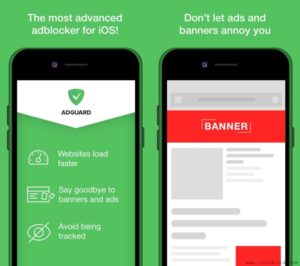 The most advanced
adblocker for iOS!
ADGUARD
Websites load
faster
Say goodbye to
banners and ads
Avoid being
tracked
Don't let ads and
banners annoy you
BANNER